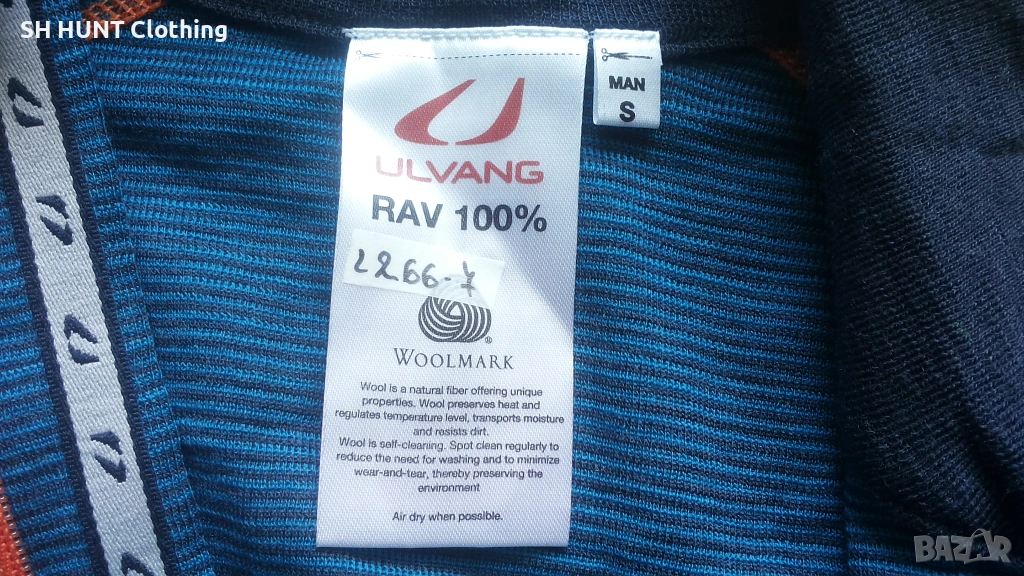 SH HUNT Clothing
ULVANG
RAV 100%
2266-7
WOOLMARK
Wool is a natural fiber offering unique
properties. Wool preserves heat and
regulates temperature level, transports moisture
and resists dirt.
Wool is self-cleaning. Spot clean regularly to
reduce the need for washing and to minimize
wear-and-tear, thereby preserving the
environment
Air dry when possible.
MAN
S
BAZAR